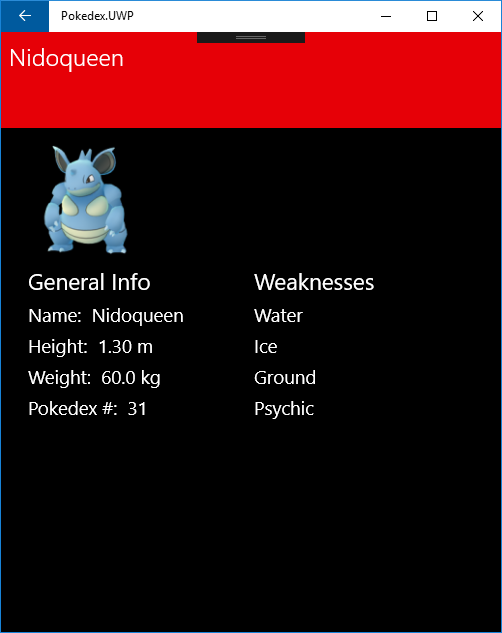 Pokedex.UWP
Nidoqueen
General Info
Name: Nidoqueen
Height: 1.30 m
Weight: 60.0 kg
Pokedex #: 31
Weaknesses
Water
Ice
Ground
Psychic